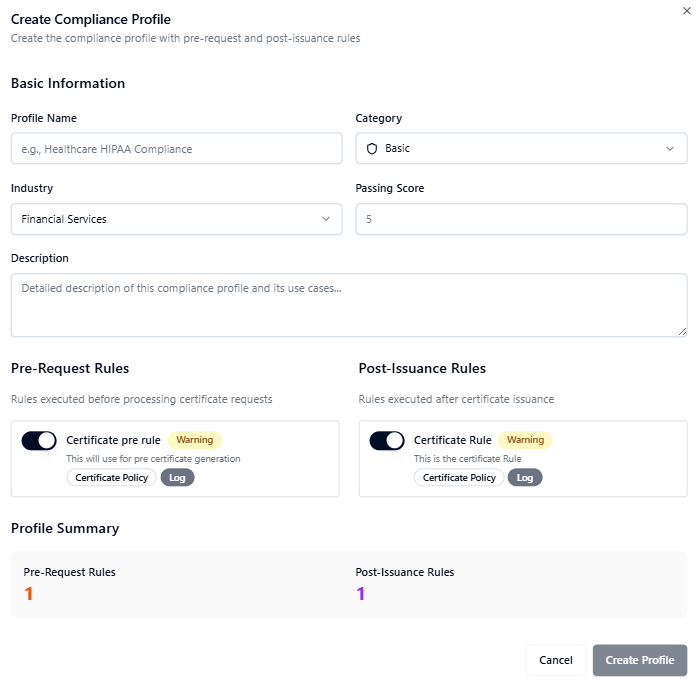 Create Compliance Profile
Create the compliance profile with pre-request and post-issuance rules
Basic Information
Profile Name
e.g., Healthcare HIPAA Compliance
Category
Basic
Industry
Financial Services
Passing Score
5
Description
Detailed description of this compliance profile and its use cases...
Pre-Request Rules
Rules executed before processing certificate requests
Certificate pre rule Warning
This will use for pre certificate generation
Certificate Policy Log
Post-Issuance Rules
Rules executed after certificate issuance
Certificate Rule Warning
This is the certificate Rule
Certificate Policy Log
Profile Summary
Pre-Request Rules
1
Post-Issuance Rules
1
Cancel Create Profile